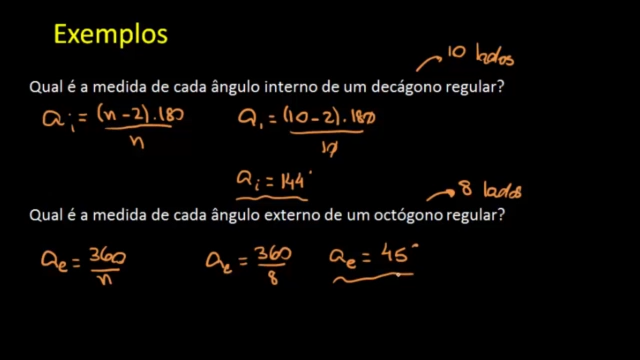 Exemplos
10 lados
Qual é a medida de cada ângulo interno de um decágono regular?
ai = (n-2).180/n    ai = (10-2).180/10
ai = 144°
8 lados
Qual é a medida de cada ângulo externo de um octógono regular?
ae = 360/n    ae = 360/8    ae = 45°